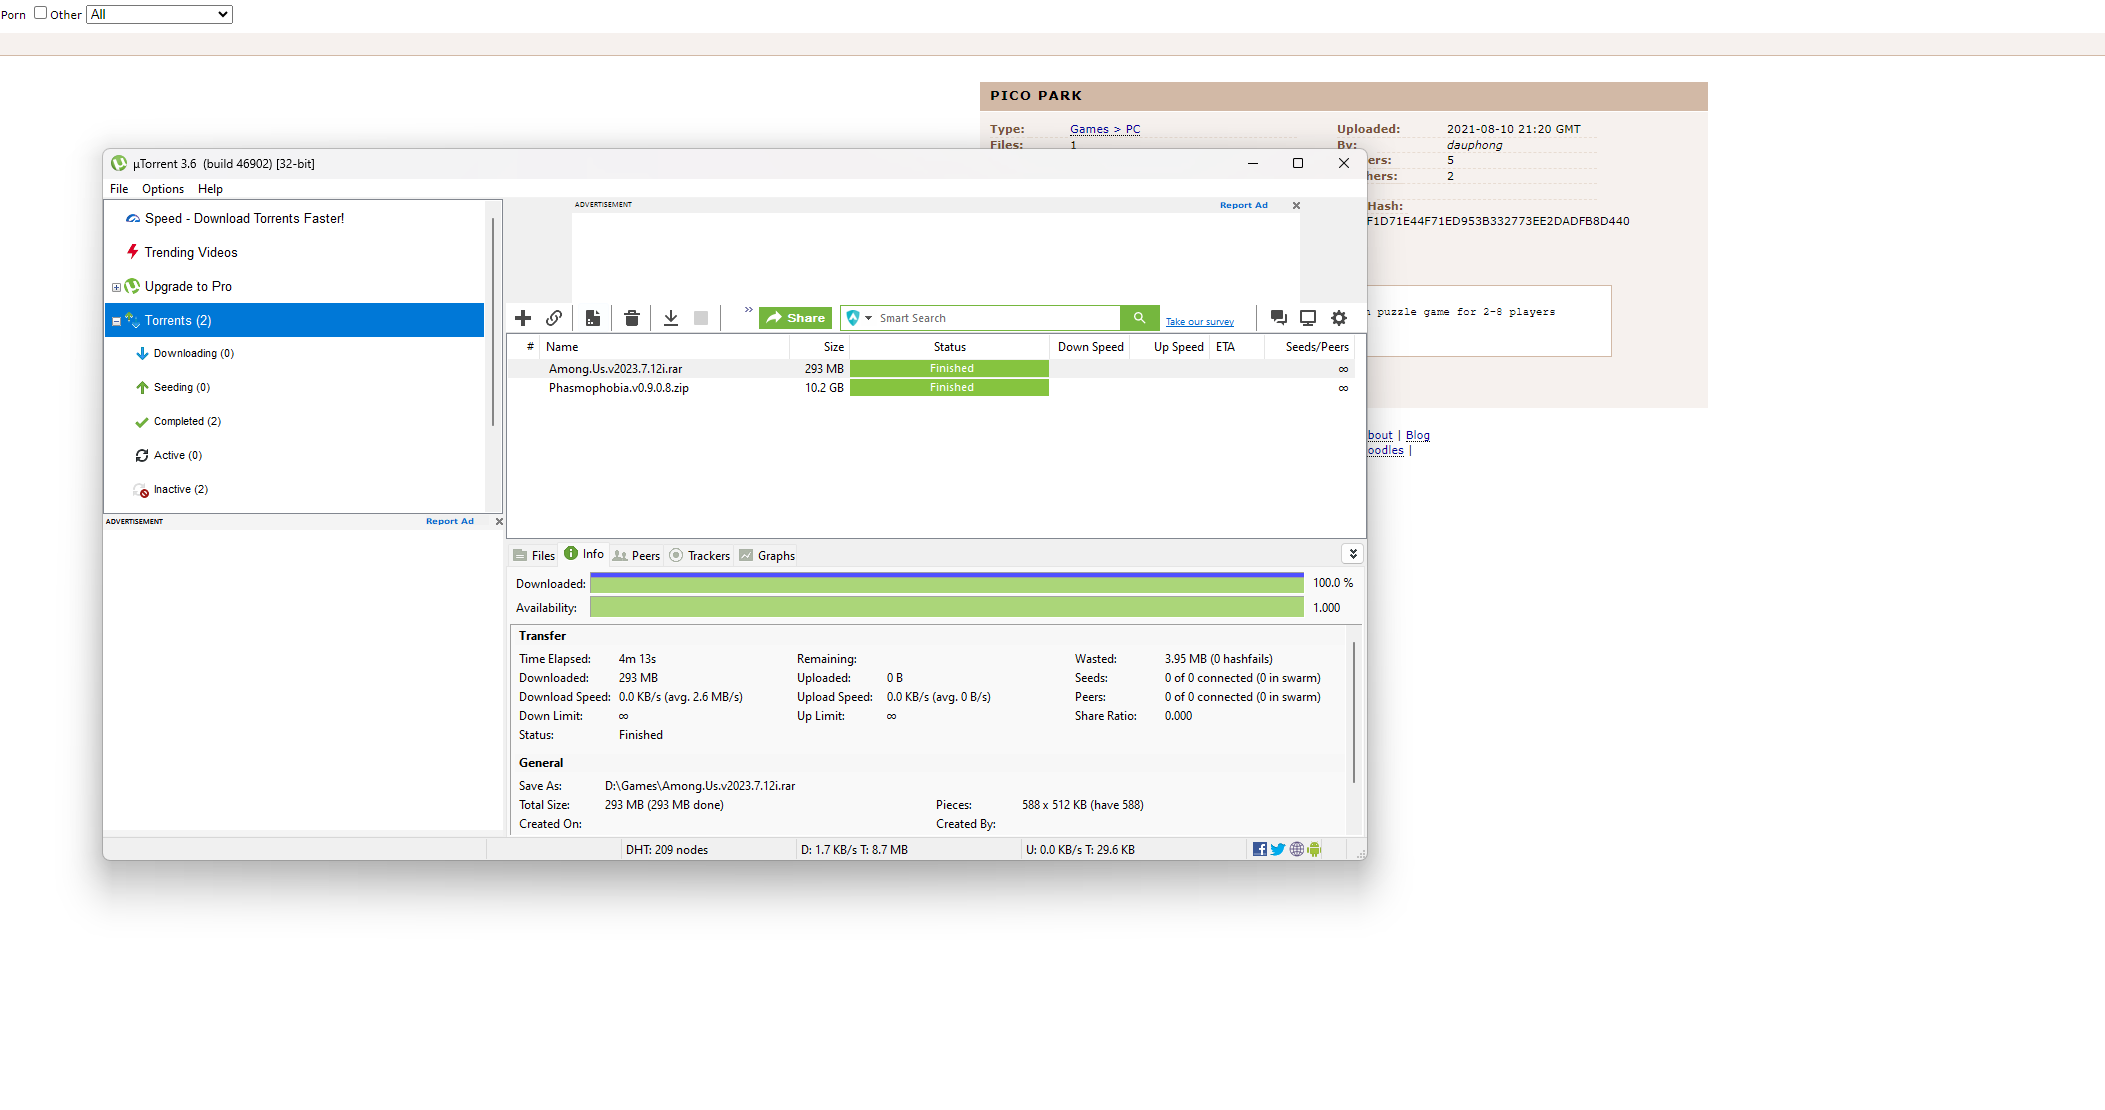 Porn Other All
PICO PARK
Type: Games > PC
Files: 1
Uploaded: 2021-08-10 21:20 GMT
By: dauphong
ers: 5
hers: 2
Hash:
F1D71E44F71ED953B332773EE2DADFB8D440
puzzle game for 2-8 players
bout | Blog
oodles |
µTorrent 3.6 (build 46902) [32-bit]
File Options Help
Speed - Download Torrents Faster!
Trending Videos
Upgrade to Pro
Torrents (2)
Downloading (0)
Seeding (0)
Completed (2)
Active (0)
Inactive (2)
ADVERTISEMENT Report Ad
ADVERTISEMENT Report Ad
» Share Smart Search Take our survey
# Name Size Status Down Speed Up Speed ETA Seeds/Peers
Among.Us.v2023.7.12i.rar 293 MB Finished ∞
Phasmophobia.v0.9.0.8.zip 10.2 GB Finished ∞
Files Info Peers Trackers Graphs
Downloaded: 100.0 %
Availability: 1.000
Transfer
Time Elapsed: 4m 13s Remaining: Wasted: 3.95 MB (0 hashfails)
Downloaded: 293 MB Uploaded: 0 B Seeds: 0 of 0 connected (0 in swarm)
Download Speed: 0.0 KB/s (avg. 2.6 MB/s) Upload Speed: 0.0 KB/s (avg. 0 B/s) Peers: 0 of 0 connected (0 in swarm)
Down Limit: ∞ Up Limit: ∞ Share Ratio: 0.000
Status: Finished
General
Save As: D:\Games\Among.Us.v2023.7.12i.rar
Total Size: 293 MB (293 MB done) Pieces: 588 x 512 KB (have 588)
Created On: Created By:
DHT: 209 nodes D: 1.7 KB/s T: 8.7 MB U: 0.0 KB/s T: 29.6 KB